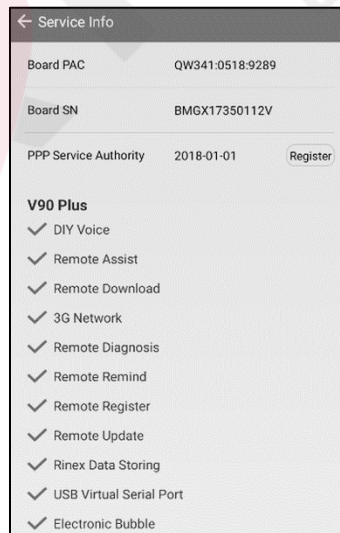 ← Service Info
Board PAC QW341:0518:9289
Board SN BMGX17350112V
PPP Service Authority 2018-01-01 Register
V90 Plus
✓ DIY Voice
✓ Remote Assist
✓ Remote Download
✓ 3G Network
✓ Remote Diagnosis
✓ Remote Remind
✓ Remote Register
✓ Remote Update
✓ Rinex Data Storing
✓ USB Virtual Serial Port
✓ Electronic Bubble